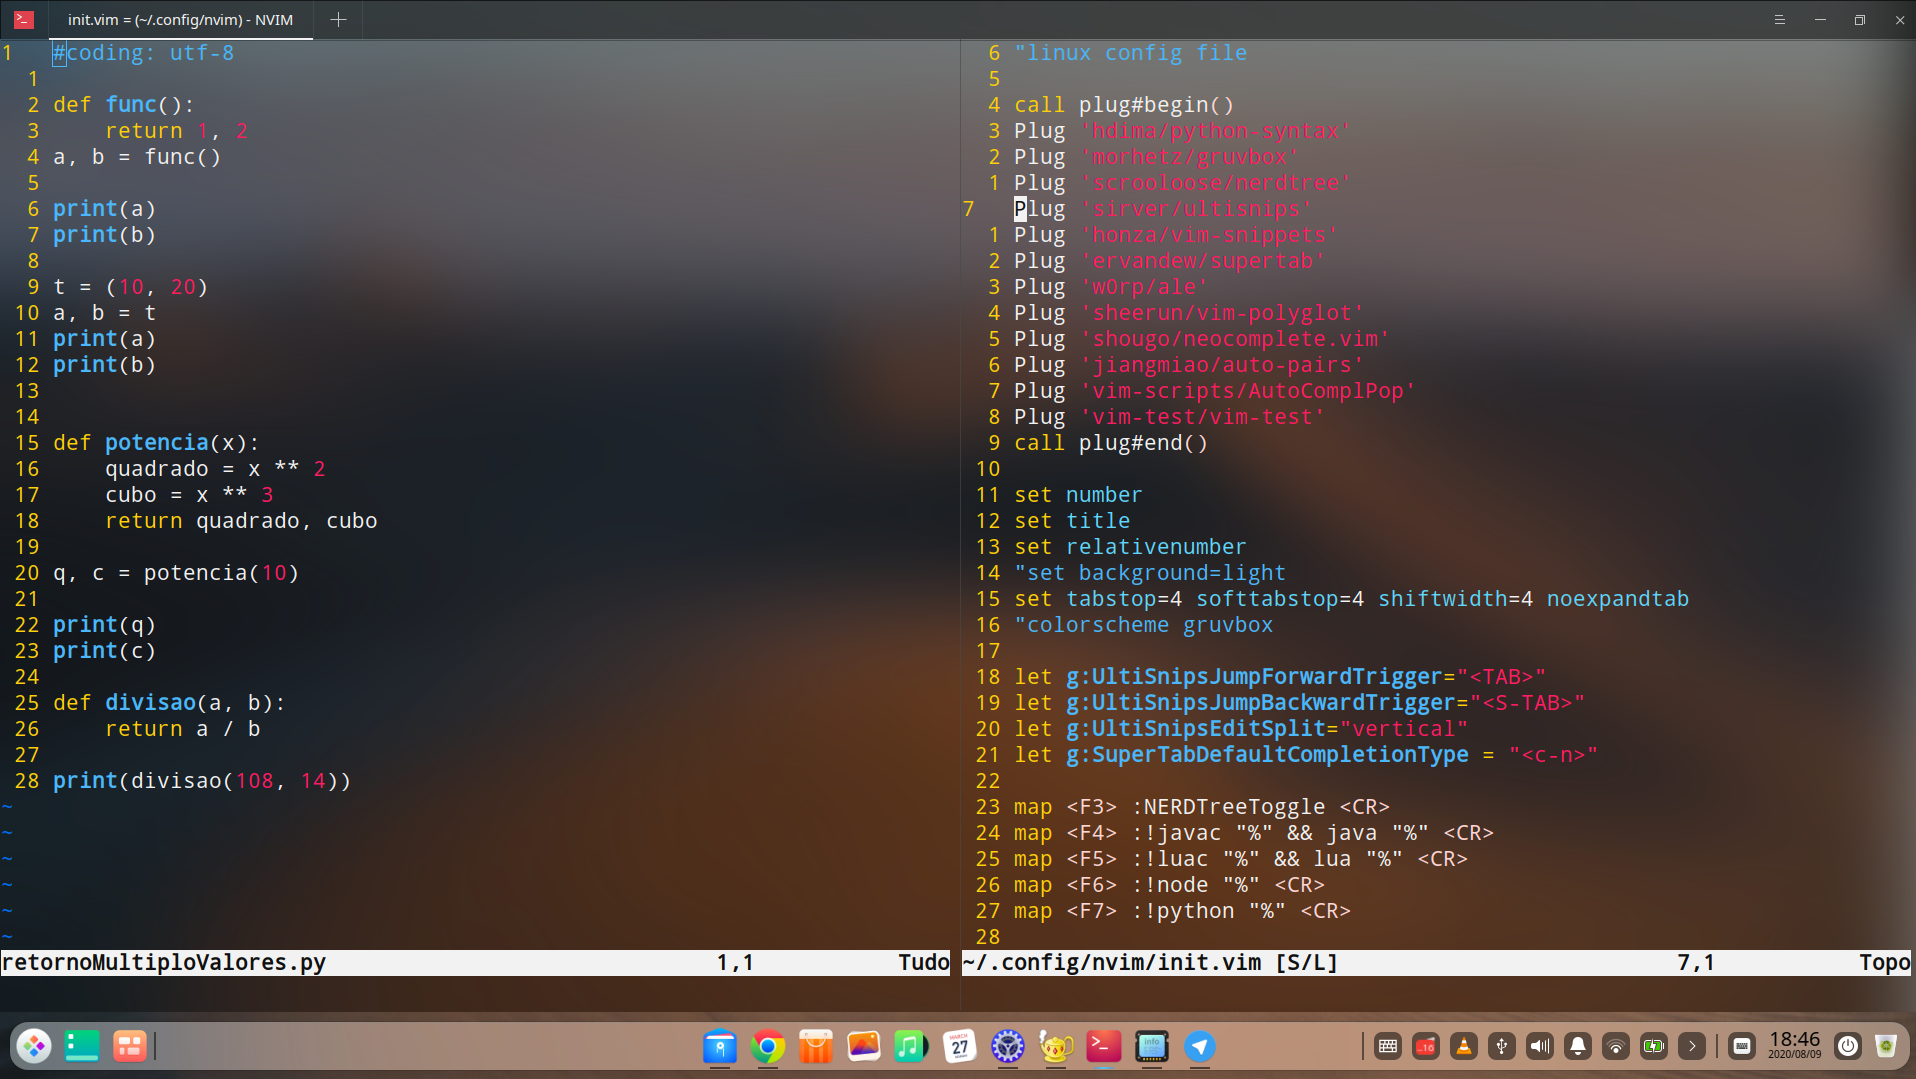 init.vim = (~/.config/nvim) - NVIM
1 #coding: utf-8
1
2 def func():
3 return 1, 2
4 a, b = func()
5
6 print(a)
7 print(b)
8
9 t = (10, 20)
10 a, b = t
11 print(a)
12 print(b)
13
14
15 def potencia(x):
16 quadrado = x ** 2
17 cubo = x ** 3
18 return quadrado, cubo
19
20 q, c = potencia(10)
21
22 print(q)
23 print(c)
24
25 def divisao(a, b):
26 return a / b
27
28 print(divisao(108, 14))
~
~
~
~
~
~
retornoMultiploValores.py 1,1 Tudo
6 "linux config file
5
4 call plug#begin()
3 Plug 'hdima/python-syntax'
2 Plug 'morhetz/gruvbox'
1 Plug 'scrooloose/nerdtree'
7 Plug 'sirver/ultisnips'
1 Plug 'honza/vim-snippets'
2 Plug 'ervandew/supertab'
3 Plug 'w0rp/ale'
4 Plug 'sheerun/vim-polyglot'
5 Plug 'shougo/neocomplete.vim'
6 Plug 'jiangmiao/auto-pairs'
7 Plug 'vim-scripts/AutoComplPop'
8 Plug 'vim-test/vim-test'
9 call plug#end()
10
11 set number
12 set title
13 set relativenumber
14 "set background=light
15 set tabstop=4 softtabstop=4 shiftwidth=4 noexpandtab
16 "colorscheme gruvbox
17
18 let g:UltiSnipsJumpForwardTrigger="<TAB>"
19 let g:UltiSnipsJumpBackwardTrigger="<S-TAB>"
20 let g:UltiSnipsEditSplit="vertical"
21 let g:SuperTabDefaultCompletionType = "<c-n>"
22
23 map <F3> :NERDTreeToggle <CR>
24 map <F4> :!javac "%" && java "%" <CR>
25 map <F5> :!luac "%" && lua "%" <CR>
26 map <F6> :!node "%" <CR>
27 map <F7> :!python "%" <CR>
28
~/.config/nvim/init.vim [S/L] 7,1 Topo
MARCH
27
info
16
18:46
2020/08/09